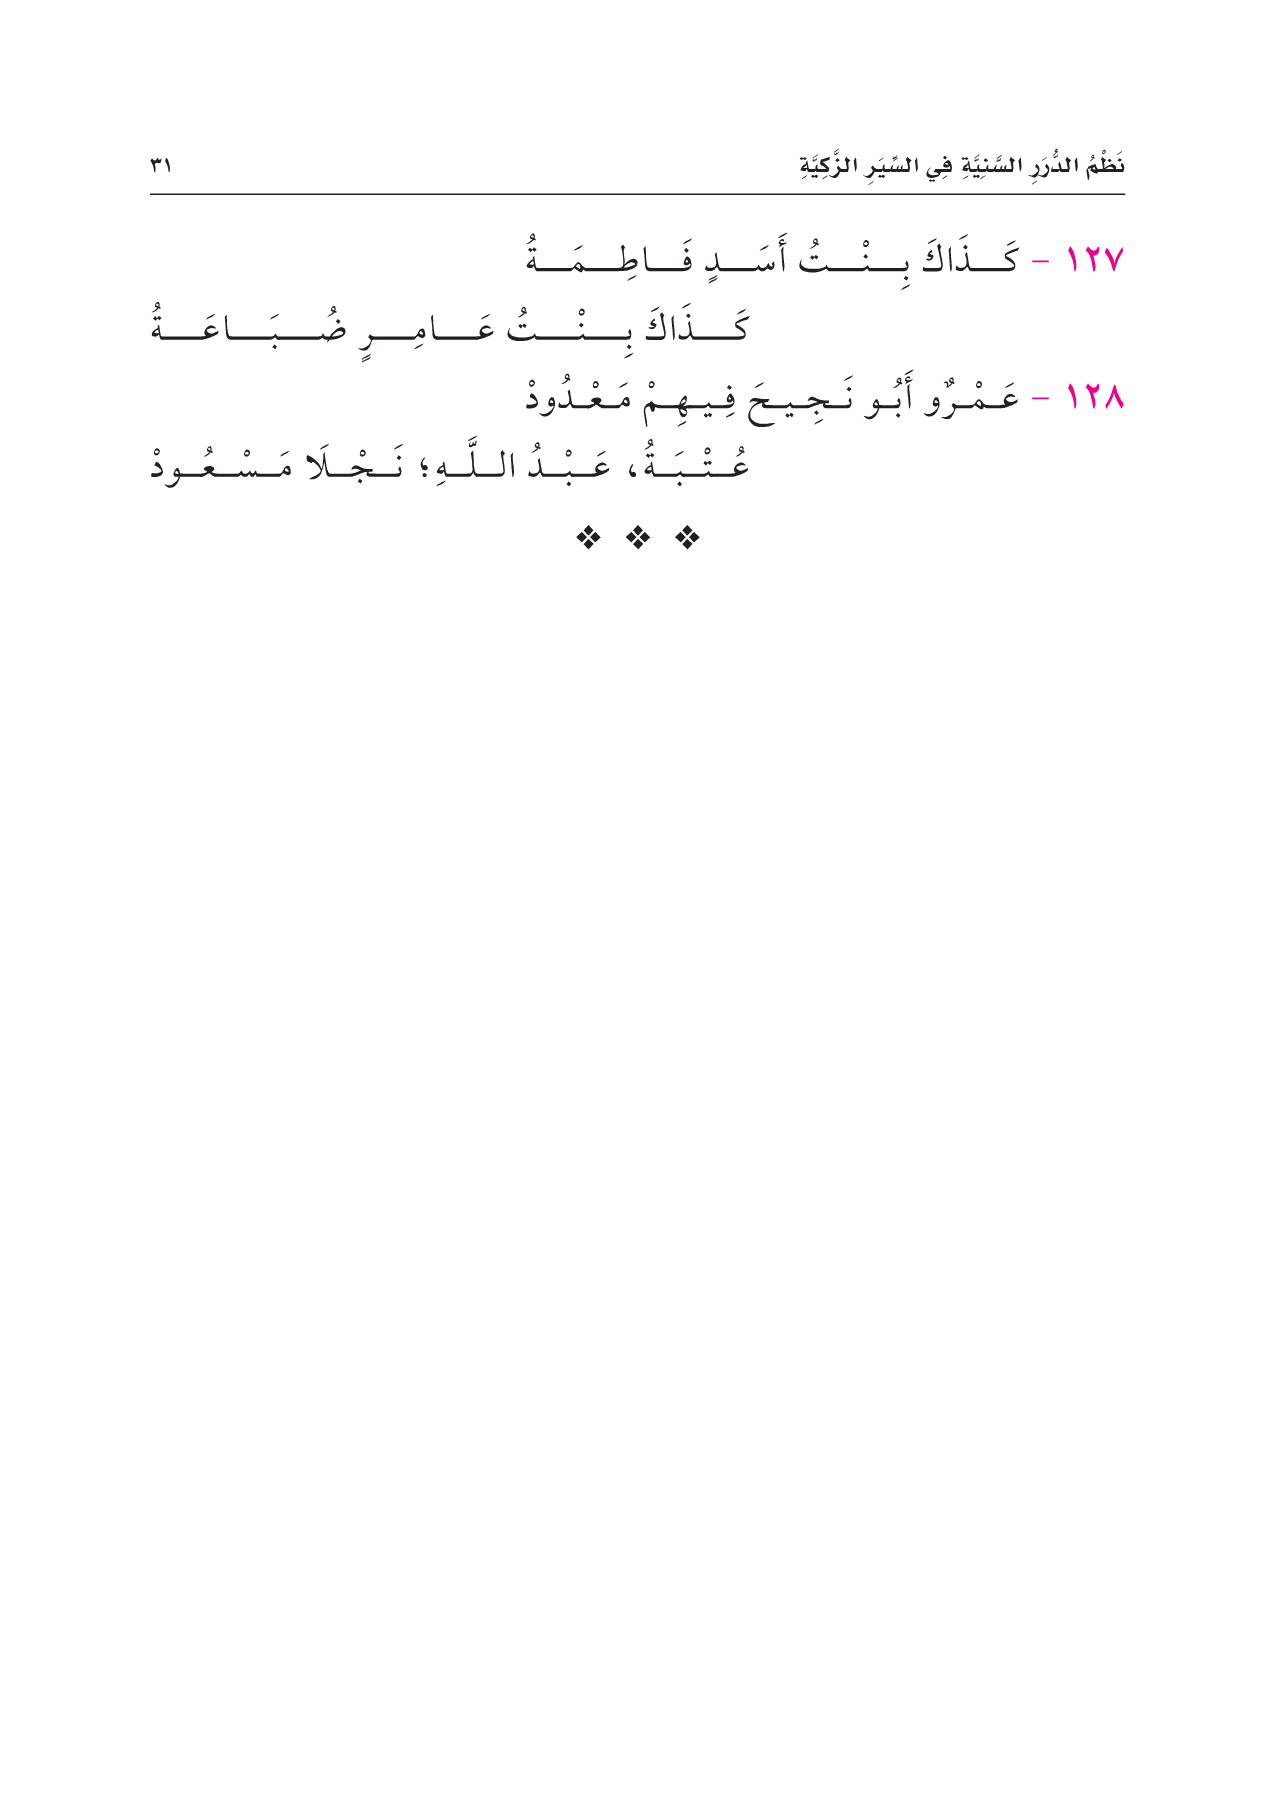 نَظْمُ الدُّرَرِ السَّنِيَّةِ فِي السِّيَرِ الزَّكِيَّةِ ٣١
١٢٧ - كَذَاكَ بِنْتُ أَسَدٍ فَاطِمَةُ
كَذَاكَ بِنْتُ عَامِرٍ ضُبَاعَةُ
١٢٨ - عَمْرٌو أَبُو نَجِيحَ فِيهِمْ مَعْدُودْ
عُتْبَةُ، عَبْدُ اللَّهِ؛ نَجْلَا مَسْعُودْ